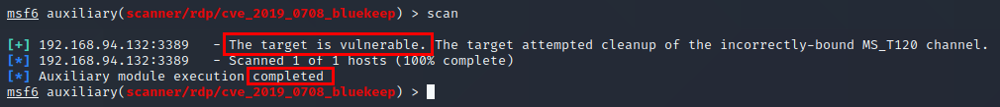 msf6 auxiliary(scanner/rdp/cve_2019_0708_bluekeep) > scan
[+] 192.168.94.132:3389 - The target is vulnerable. The target attempted cleanup of the incorrectly-bound MS_T120 channel.
[*] 192.168.94.132:3389 - Scanned 1 of 1 hosts (100% complete)
[*] Auxiliary module execution completed
msf6 auxiliary(scanner/rdp/cve_2019_0708_bluekeep) >